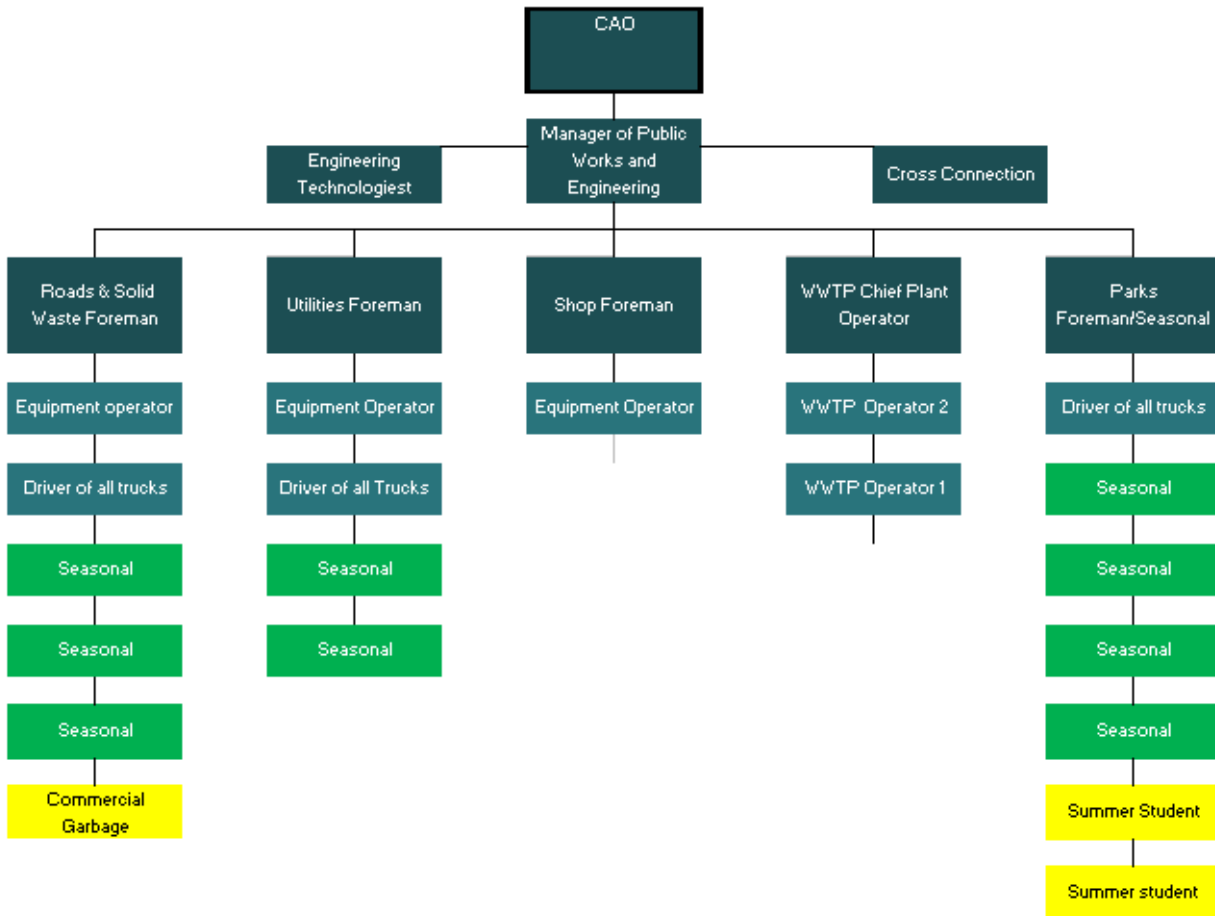 CAO
Manager of Public
Works and
Engineering
Engineering
Technologiest
Cross Connection
Roads & Solid
Waste Foreman
Utilities Foreman
Shop Foreman
WWTP Chief Plant
Operator
Parks
Foreman/Seasonal
Equipment operator
Equipment Operator
Equipment Operator
WWTP Operator 2
Driver of all trucks
Driver of all trucks
Driver of all Trucks
WWTP Operator 1
Seasonal
Seasonal
Seasonal
Seasonal
Seasonal
Seasonal
Seasonal
Seasonal
Seasonal
Commercial
Garbage
Summer Student
Summer student